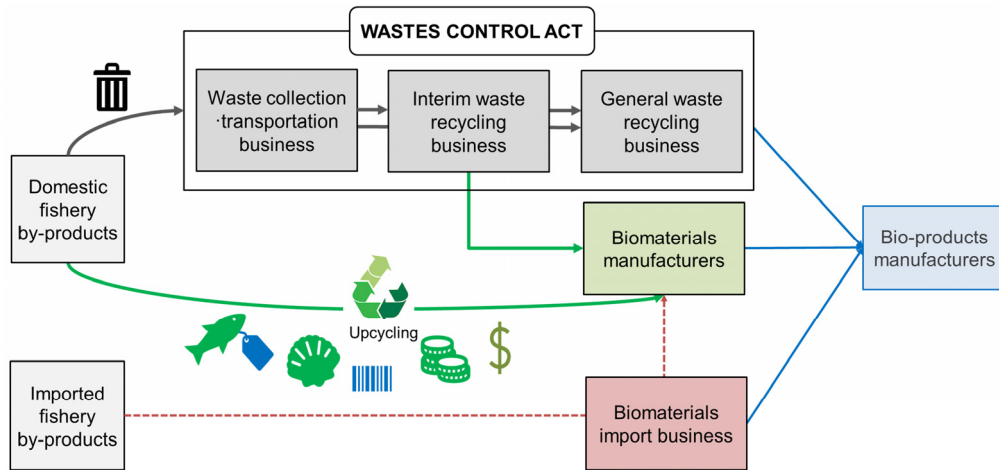 WASTES CONTROL ACT
Waste collection
·transportation
business
Interim waste
recycling
business
General waste
recycling
business
Domestic
fishery
by-products
Biomaterials
manufacturers
Bio-products
manufacturers
Upcycling
$
Imported
fishery
by-products
Biomaterials
import business